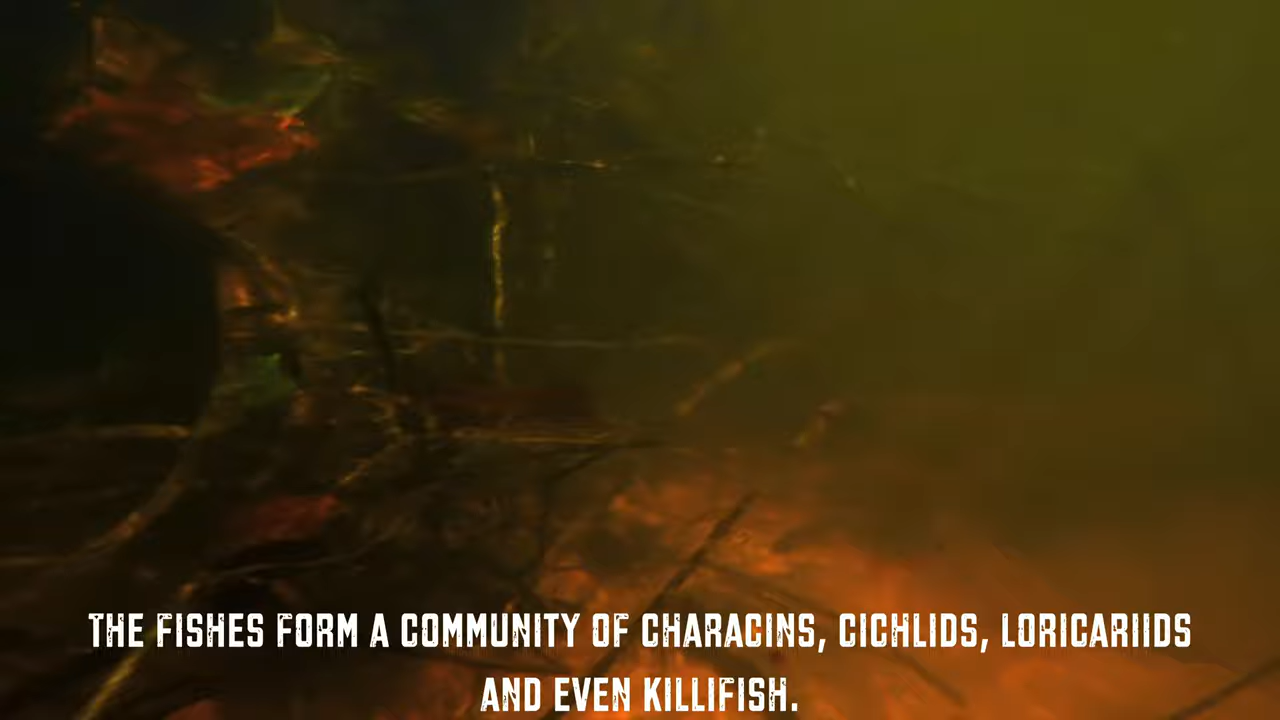 THE FISHES FORM A COMMUNITY OF CHARACINS, CICHLIDS, LORICARIIDS
AND EVEN KILLIFISH.